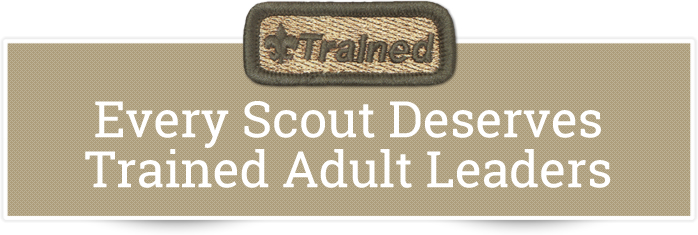 Trained
Every Scout Deserves
Trained Adult Leaders